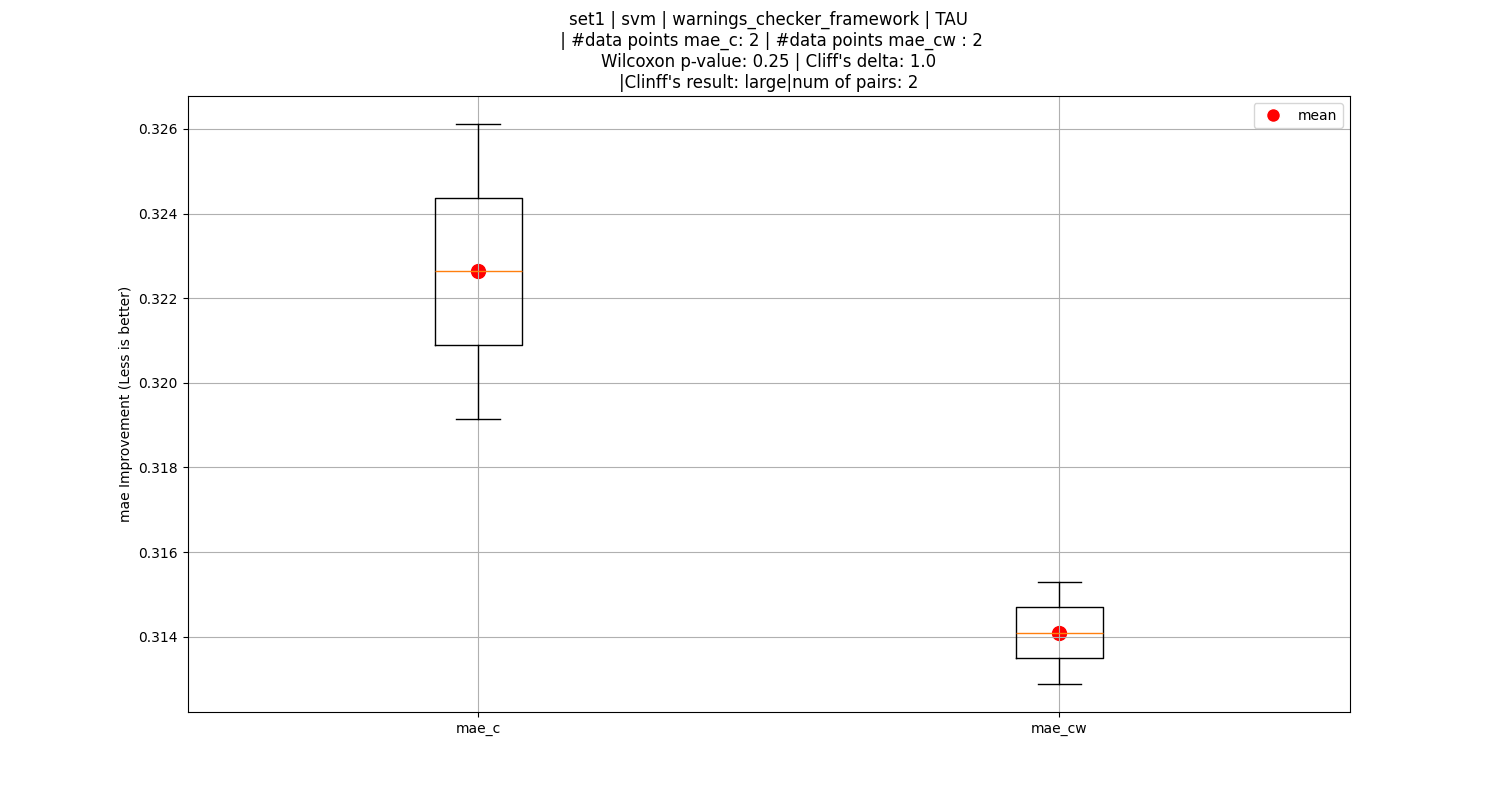 set1 | svm | warnings_checker_framework | TAU
| #data points mae_c: 2 | #data points mae_cw : 2
Wilcoxon p-value: 0.25 | Cliff's delta: 1.0
|Clinff's result: large|num of pairs: 2
mean
0.326
0.324
0.322
0.320
0.318
0.316
0.314
mae Improvement (Less is better)
mae_c
mae_cw